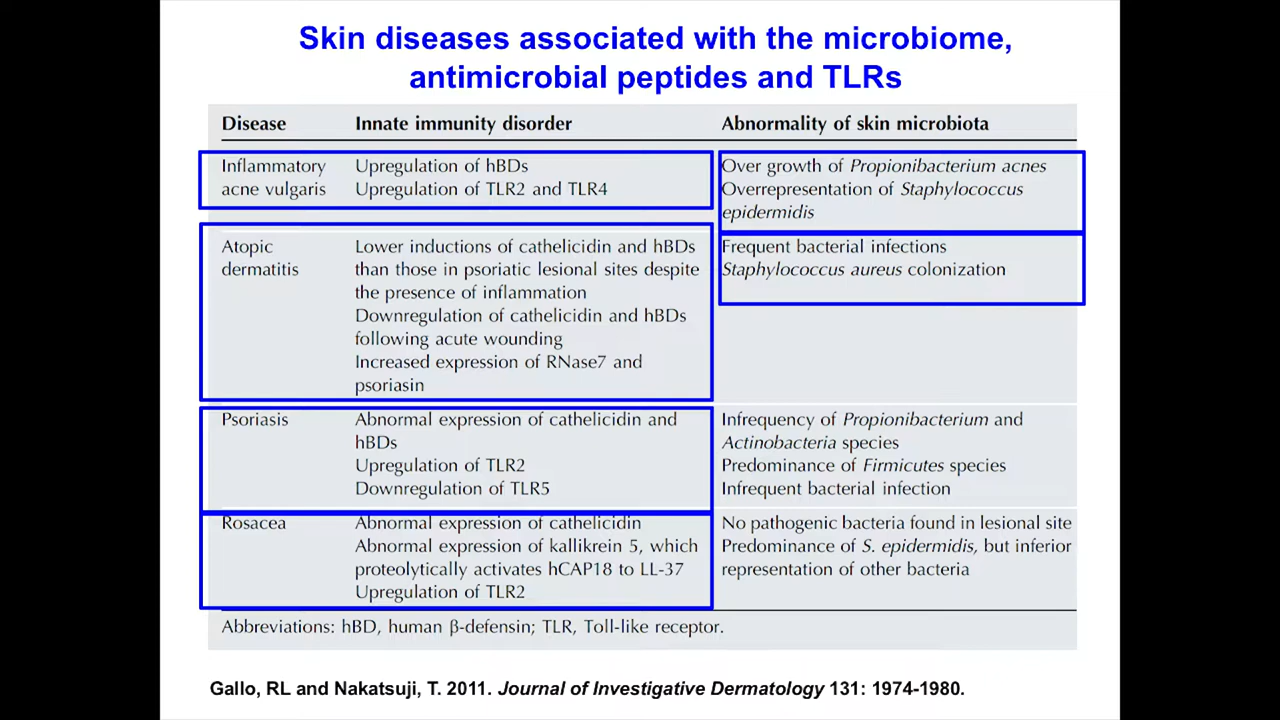 Skin diseases associated with the microbiome,
antimicrobial peptides and TLRs
Disease Innate immunity disorder Abnormality of skin microbiota
Inflammatory
acne vulgaris
Upregulation of hBDs
Upregulation of TLR2 and TLR4
Over growth of Propionibacterium acnes
Overrepresentation of Staphylococcus
epidermidis
Atopic
dermatitis
Lower inductions of cathelicidin and hBDs
than those in psoriatic lesional sites despite
the presence of inflammation
Downregulation of cathelicidin and hBDs
following acute wounding
Increased expression of RNase7 and
psoriasin
Frequent bacterial infections
Staphylococcus aureus colonization
Psoriasis
Abnormal expression of cathelicidin and
hBDs
Upregulation of TLR2
Downregulation of TLR5
Infrequency of Propionibacterium and
Actinobacteria species
Predominance of Firmicutes species
Infrequent bacterial infection
Rosacea
Abnormal expression of cathelicidin
Abnormal expression of kallikrein 5, which
proteolytically activates hCAP18 to LL-37
Upregulation of TLR2
No pathogenic bacteria found in lesional site
Predominance of S. epidermidis, but inferior
representation of other bacteria
Abbreviations: hBD, human β-defensin; TLR, Toll-like receptor.
Gallo, RL and Nakatsuji, T. 2011. Journal of Investigative Dermatology 131: 1974-1980.